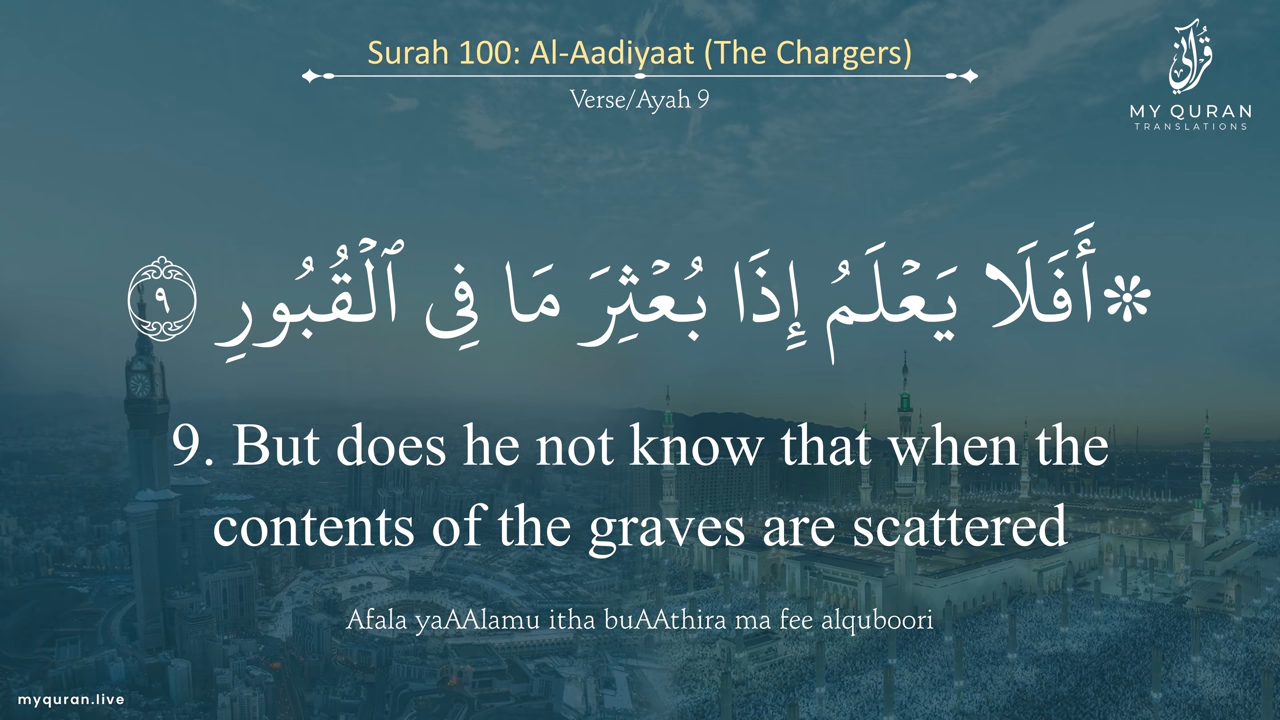 Surah 100: Al-Aadiyaat (The Chargers)
Verse/Ayah 9
قرآني
MY QURAN
TRANSLATIONS
۞أَفَلَا يَعْلَمُ إِذَا بُعْثِرَ مَا فِى ٱلْقُبُورِ ٩
9. But does he not know that when the
contents of the graves are scattered
Afala yaAAlamu itha buAAthira ma fee alquboori
myquran.live